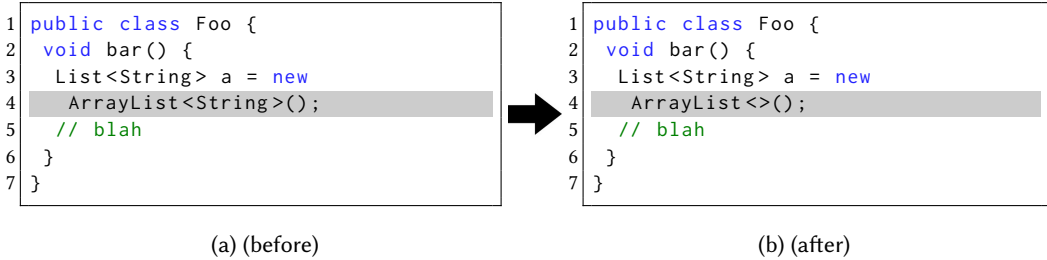 1 public class Foo {
2 void bar() {
3 List<String> a = new
4 ArrayList<String>();
5 // blah
6 }
7 }
(a) (before)
1 public class Foo {
2 void bar() {
3 List<String> a = new
4 ArrayList<>();
5 // blah
6 }
7 }
(b) (after)